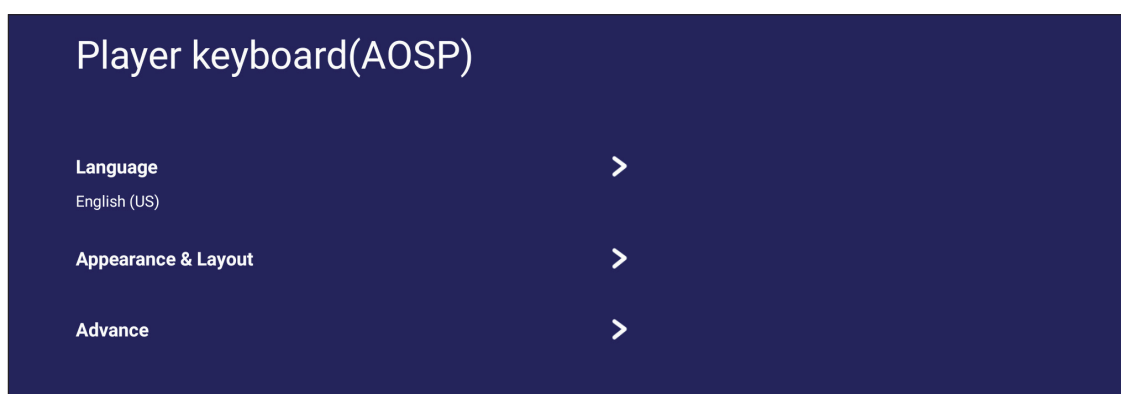 Player keyboard(AOSP)
Language
English (US)
Appearance & Layout
Advance